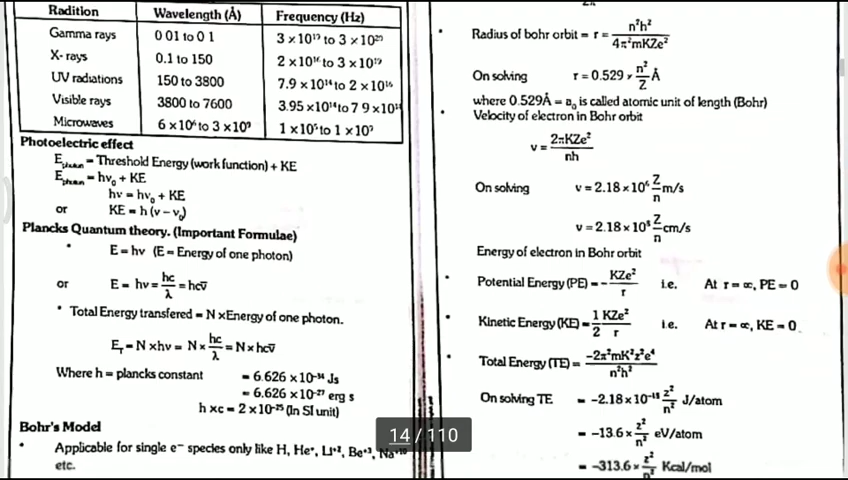 Radition Wavelength (Å) Frequency (Hz)
Gamma rays 0 01 to 0 1 3 × 10¹⁹ to 3 × 10²⁰
X- rays 0.1 to 150 2 × 10¹⁶ to 3 × 10¹⁹
UV radiations 150 to 3800 7.9 × 10¹⁴ to 2 × 10¹⁶
Visible rays 3800 to 7600 3.95 × 10¹⁴ to 7 9 × 10¹⁴
Microwaves 6 × 10⁶ to 3 × 10⁹ 1 × 10⁵ to 1 × 10⁹
Photoelectric effect
E_photon = Threshold Energy (work function) + KE
E_photon = hν₀ + KE
hν = hν₀ + KE
or KE = h (ν – ν₀)
Plancks Quantum theory. (Important Formulae)
* E = hν (E = Energy of one photon)
or E = hν = hc/λ = hcν̅
* Total Energy transfered = N × Energy of one photon.
E_T = N × hν = N × hc/λ = N × hcν̅
Where h = plancks constant = 6.626 × 10⁻³⁴ Js
= 6.626 × 10⁻²⁷ erg s
h × c = 2 × 10⁻²⁵ (In SI unit)
Bohr's Model
• Applicable for single e⁻ species only like H, He⁺, Li⁺², Be⁺³, Na⁺¹⁰
etc.
• Radius of bohr orbit = r = n²h²/4π²mKZe²
On solving r = 0.529 × n²/Z Å
where 0.529Å = a₀ is called atomic unit of length (Bohr)
• Velocity of electron in Bohr orbit
v = 2πKZe²/nh
On solving v = 2.18 × 10⁶ Z/n m/s
v = 2.18 × 10⁸ Z/n cm/s
Energy of electron in Bohr orbit
• Potential Energy (PE) = - KZe²/r i.e. At r = ∞, PE = 0
• Kinetic Energy (KE) = 1/2 KZe²/r i.e. At r = ∞, KE = 0
• Total Energy (TE) = -2π²mK²z²e⁴/n²h²
On solving TE = –2.18 × 10⁻¹⁸ z²/n² J/atom
= –13.6 × z²/n² eV/atom
= –313.6 × z²/n² Kcal/mol
14 / 110